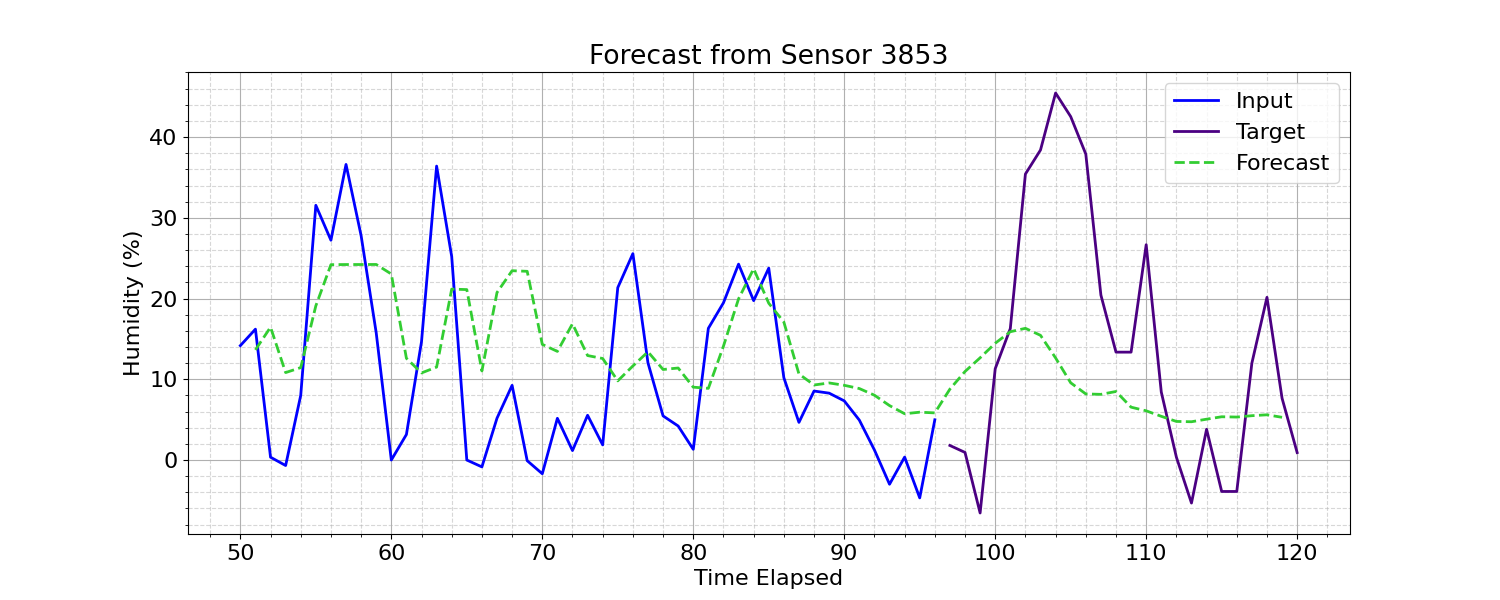 Forecast from Sensor 3853
Humidity (%)
40
30
20
10
0
50 60 70 80 90 100 110 120
Time Elapsed
Input
Target
Forecast